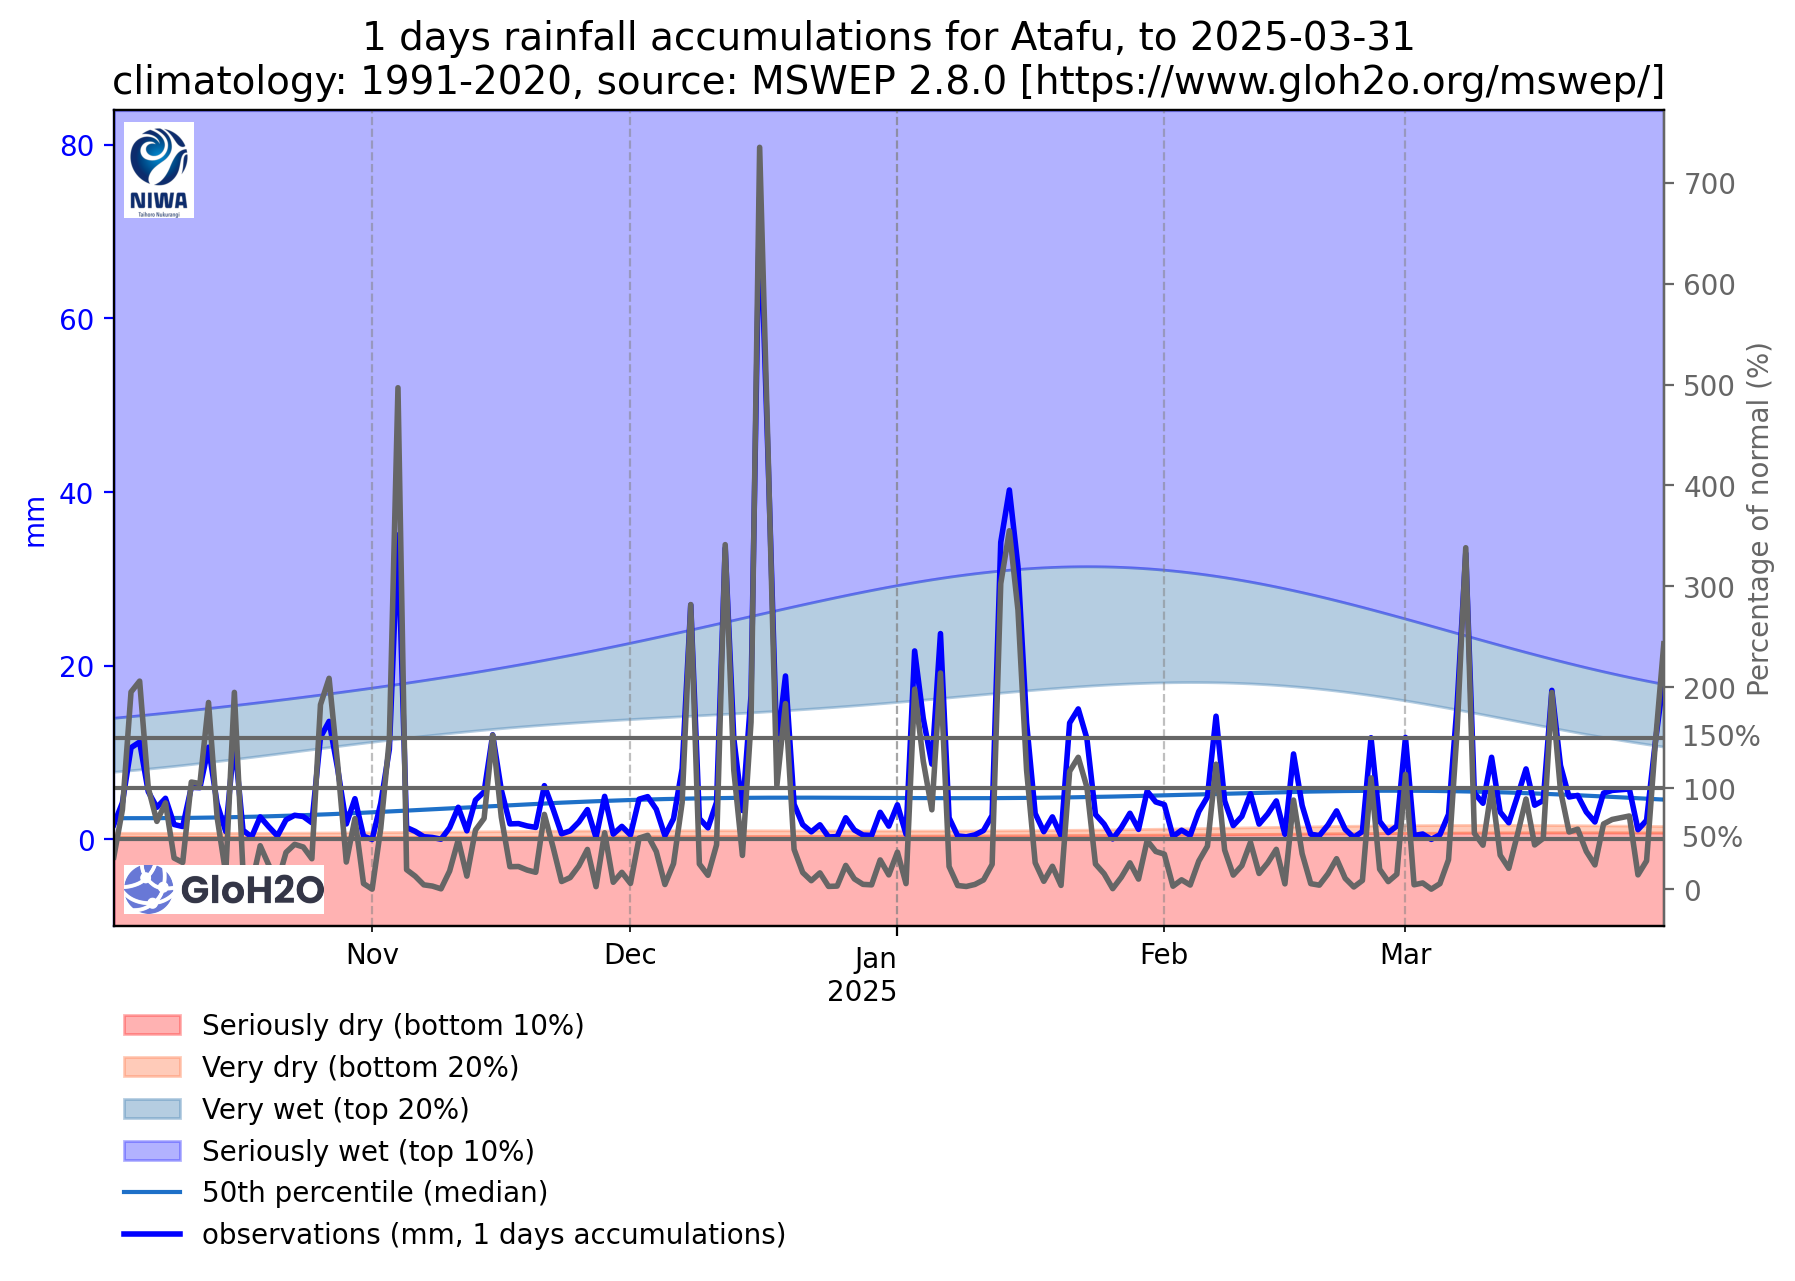 1 days rainfall accumulations for Atafu, to 2025-03-31
climatology: 1991-2020, source: MSWEP 2.8.0 [https://www.gloh2o.org/mswep/]
NIWA
Taihoro Nukurangi
80
60
40
20
0
mm
700
600
500
400
300
200
150%
100
50%
0
Percentage of normal (%)
GloH2O
Nov
Dec
Jan
2025
Feb
Mar
Seriously dry (bottom 10%)
Very dry (bottom 20%)
Very wet (top 20%)
Seriously wet (top 10%)
50th percentile (median)
observations (mm, 1 days accumulations)